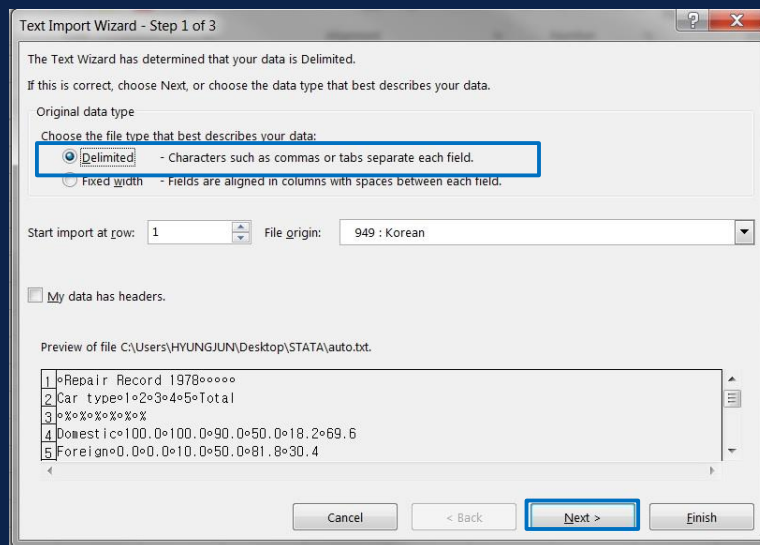 Text Import Wizard - Step 1 of 3
? X
The Text Wizard has determined that your data is Delimited.
If this is correct, choose Next, or choose the data type that best describes your data.
Original data type
Choose the file type that best describes your data:
Delimited - Characters such as commas or tabs separate each field.
Fixed width - Fields are aligned in columns with spaces between each field.
Start import at row: 1 File origin: 949 : Korean
My data has headers.
Preview of file C:\Users\HYUNGJUN\Desktop\STATA\auto.txt.
1 ∘Repair Record 1978∘∘∘∘∘
2 Car type∘1∘2∘3∘4∘5∘Total
3 ∘%∘%∘%∘%∘%∘%
4 Domestic∘100.0∘100.0∘90.0∘50.0∘18.2∘69.6
5 Foreign∘0.0∘0.0∘10.0∘50.0∘81.8∘30.4
Cancel < Back Next > Finish